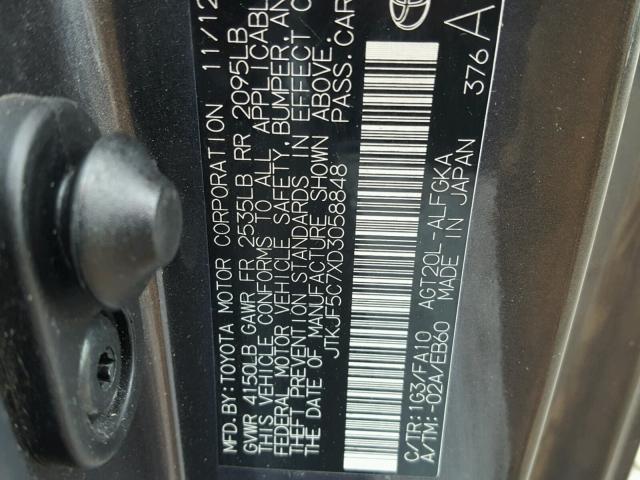 MFD. BY: TOYOTA MOTOR CORPORATION 11/12
GVWR 4150LB GAWR FR 2535LB RR 2095LB
THIS VEHICLE CONFORMS TO ALL APPLICABL
FEDERAL MOTOR VEHICLE SAFETY, BUMPER, AN
THEFT PREVENTION STANDARDS IN EFFECT O
THE DATE OF MANUFACTURE SHOWN ABOVE.
JTKJF5C7XD3058848 PASS. CAR
C/TR: 1G3/FA10 AGT20L-ALFGKA
A/TM: -02A/EB60 MADE IN JAPAN
376 A